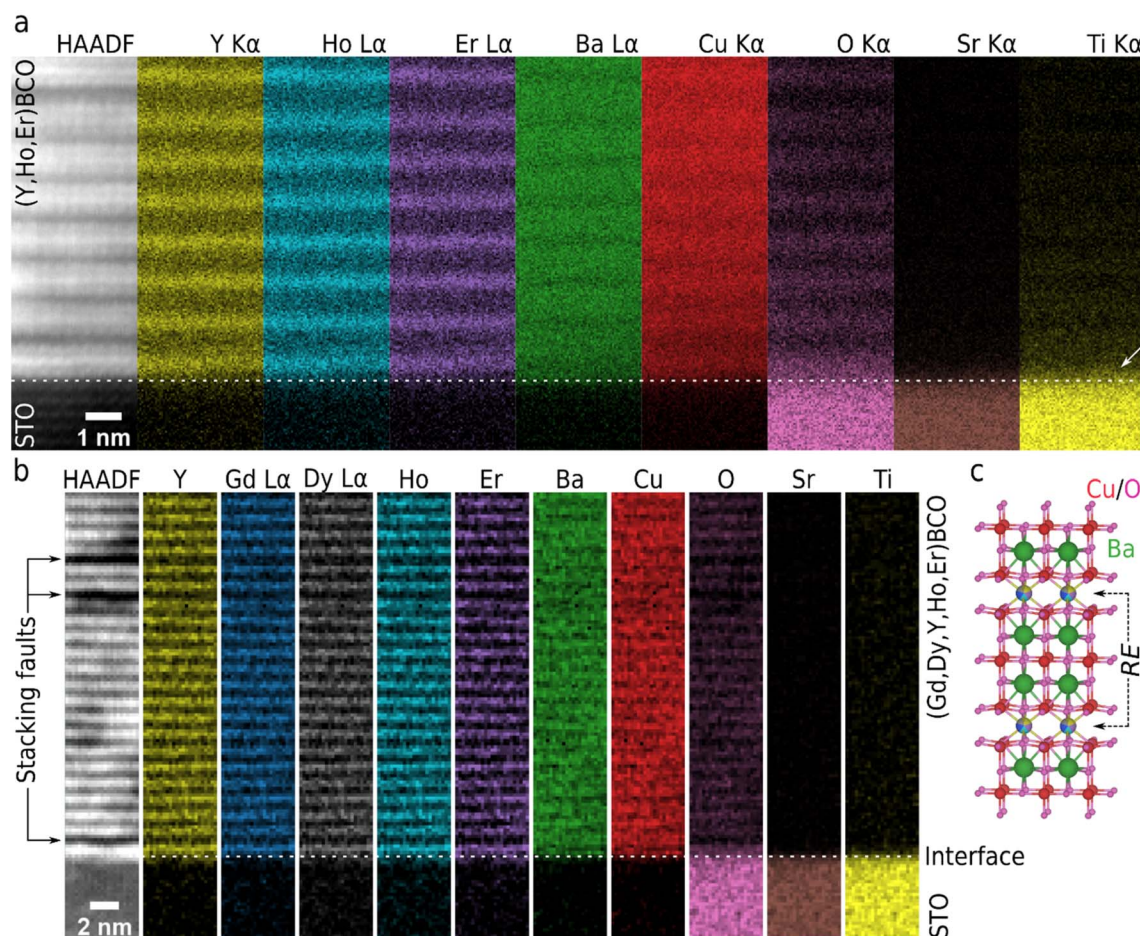 a
HAADF Y Kα Ho Lα Er Lα Ba Lα Cu Kα O Kα Sr Kα Ti Kα
(Y,Ho,Er)BCO
STO
1 nm
b
HAADF Y Gd Lα Dy Lα Ho Er Ba Cu O Sr Ti
Stacking faults
2 nm
(Gd,Dy,Y,Ho,Er)BCO
Interface
STO
c
Cu/O
Ba
RE